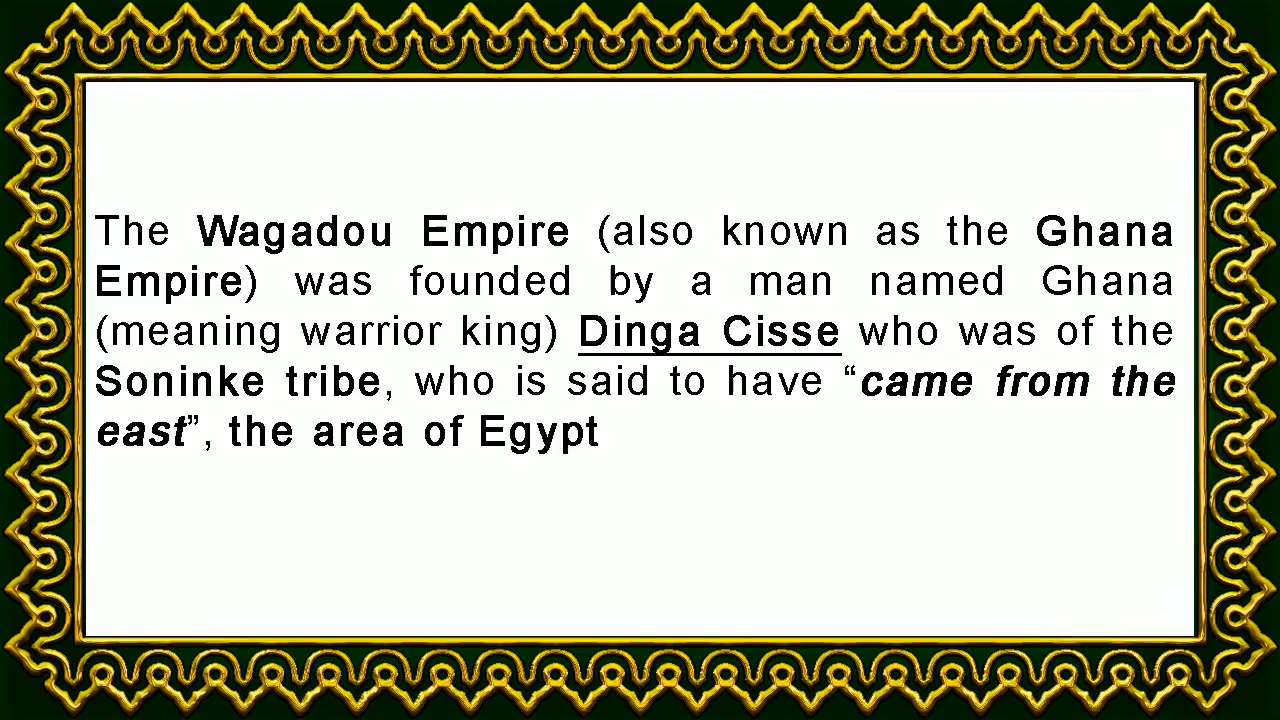 The Wagadou Empire (also known as the Ghana
Empire) was founded by a man named Ghana
(meaning warrior king) Dinga Cisse who was of the
Soninke tribe, who is said to have “came from the
east”, the area of Egypt